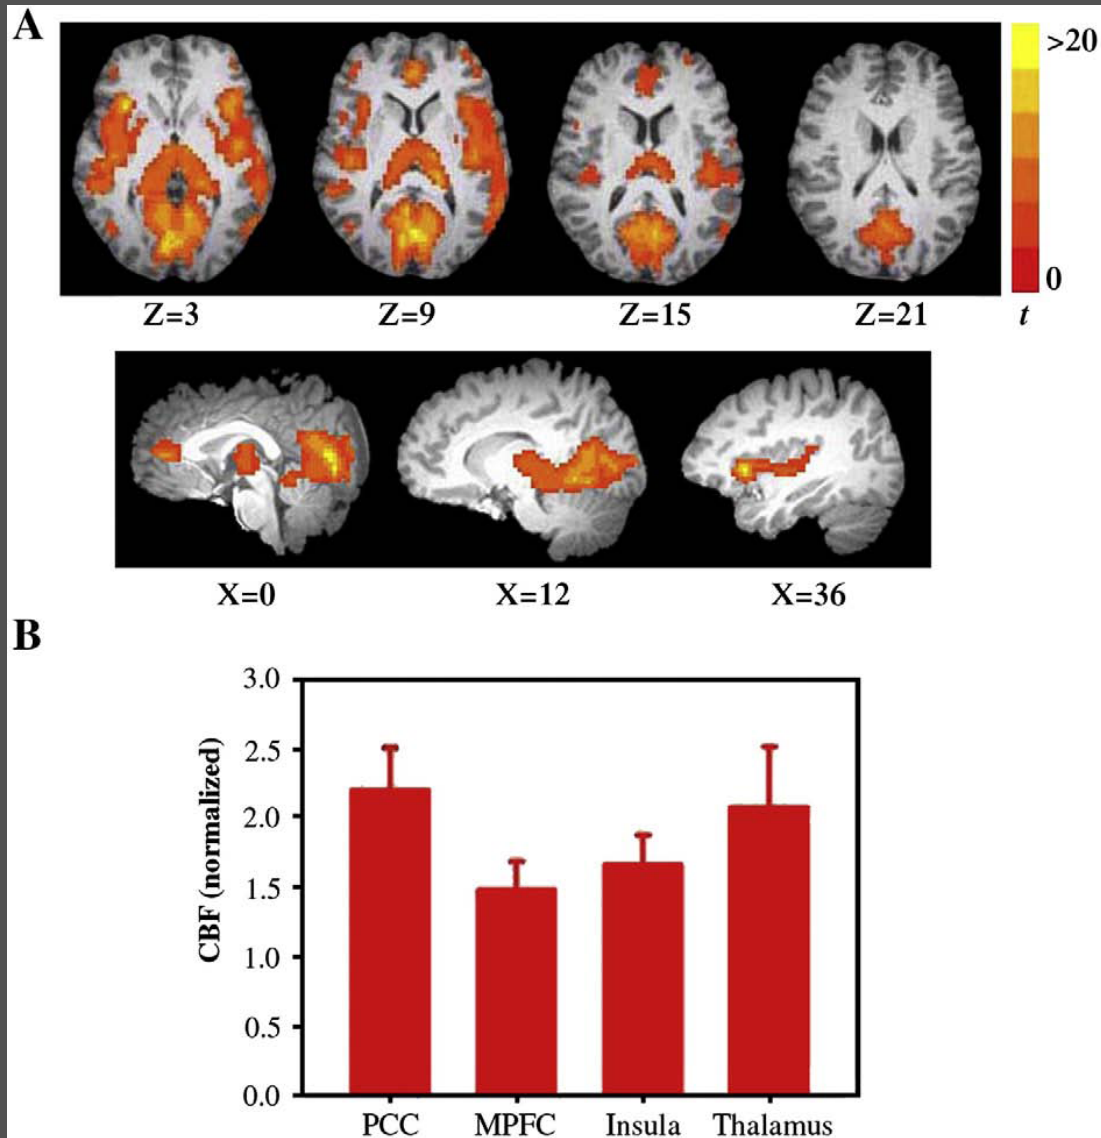 A
>20
0
Z=3
Z=9
Z=15
Z=21
t
X=0
X=12
X=36
B
CBF (normalized)
3.0
2.5
2.0
1.5
1.0
0.5
0.0
PCC
MPFC
Insula
Thalamus